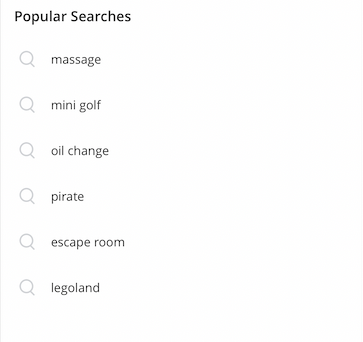 Popular Searches
massage
mini golf
oil change
pirate
escape room
legoland